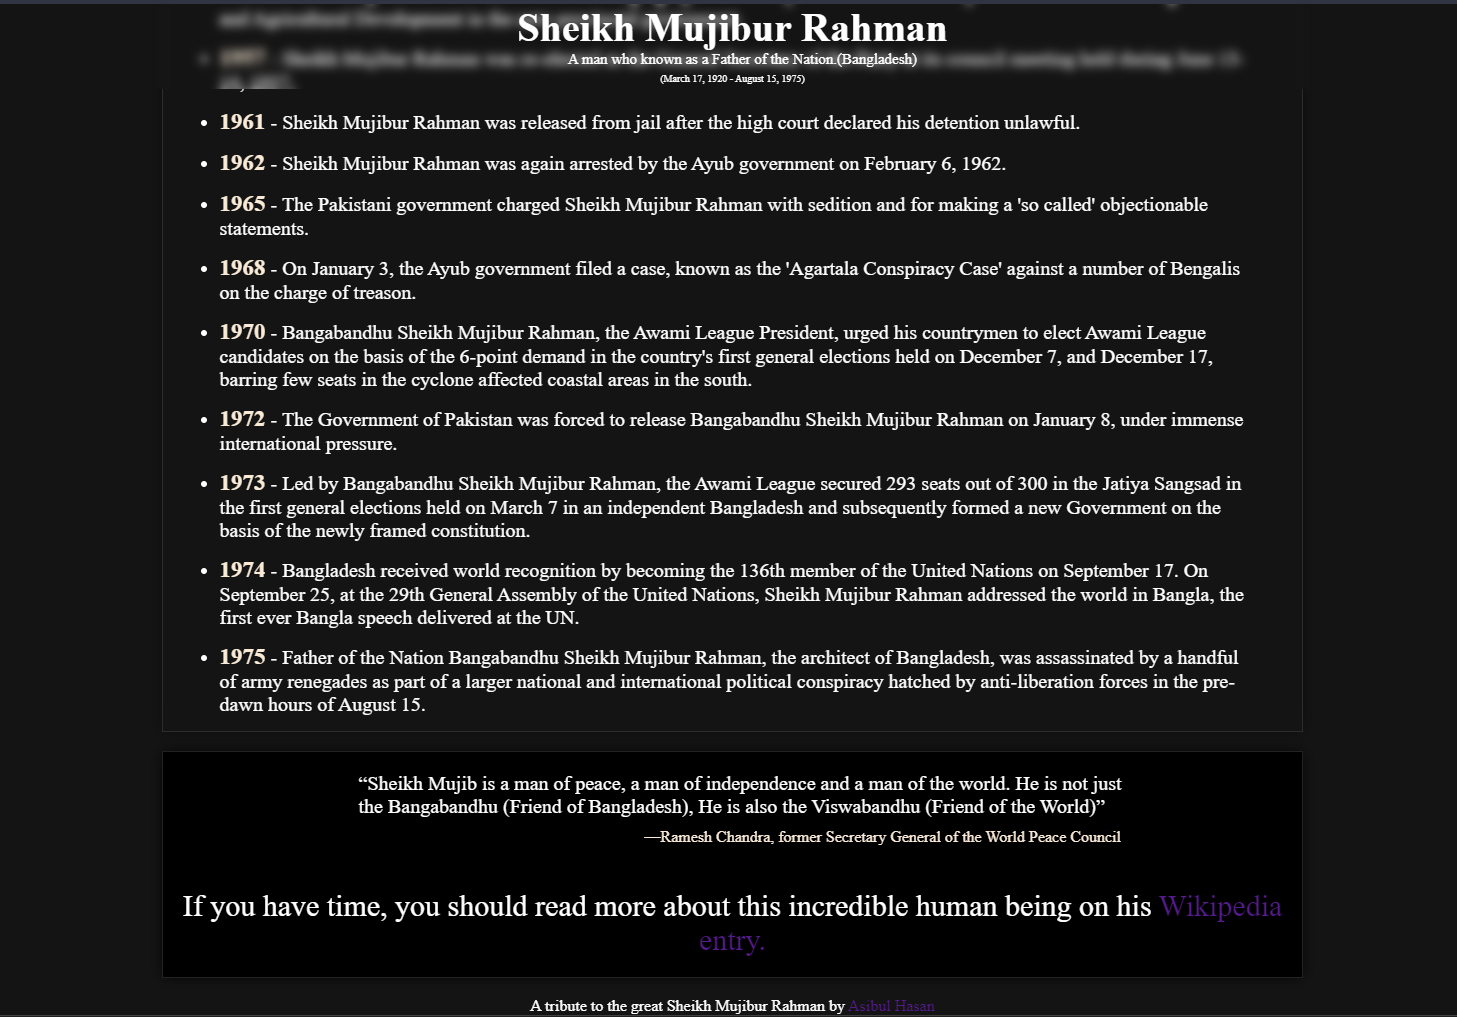 and Agricultural Development in the
Sheikh Mujibur Rahman
A man who known as a Father of the Nation.(Bangladesh)
(March 17, 1920 - August 15, 1975)
1957 - Sheikh Mujibur Rahman was re-elected council meeting held during June 13-
• 1961 - Sheikh Mujibur Rahman was released from jail after the high court declared his detention unlawful.
• 1962 - Sheikh Mujibur Rahman was again arrested by the Ayub government on February 6, 1962.
• 1965 - The Pakistani government charged Sheikh Mujibur Rahman with sedition and for making a 'so called' objectionable
statements.
• 1968 - On January 3, the Ayub government filed a case, known as the 'Agartala Conspiracy Case' against a number of Bengalis
on the charge of treason.
• 1970 - Bangabandhu Sheikh Mujibur Rahman, the Awami League President, urged his countrymen to elect Awami League
candidates on the basis of the 6-point demand in the country's first general elections held on December 7, and December 17,
barring few seats in the cyclone affected coastal areas in the south.
• 1972 - The Government of Pakistan was forced to release Bangabandhu Sheikh Mujibur Rahman on January 8, under immense
international pressure.
• 1973 - Led by Bangabandhu Sheikh Mujibur Rahman, the Awami League secured 293 seats out of 300 in the Jatiya Sangsad in
the first general elections held on March 7 in an independent Bangladesh and subsequently formed a new Government on the
basis of the newly framed constitution.
• 1974 - Bangladesh received world recognition by becoming the 136th member of the United Nations on September 17. On
September 25, at the 29th General Assembly of the United Nations, Sheikh Mujibur Rahman addressed the world in Bangla, the
first ever Bangla speech delivered at the UN.
• 1975 - Father of the Nation Bangabandhu Sheikh Mujibur Rahman, the architect of Bangladesh, was assassinated by a handful
of army renegades as part of a larger national and international political conspiracy hatched by anti-liberation forces in the pre-
dawn hours of August 15.
“Sheikh Mujib is a man of peace, a man of independence and a man of the world. He is not just
the Bangabandhu (Friend of Bangladesh), He is also the Viswabandhu (Friend of the World)”
—Ramesh Chandra, former Secretary General of the World Peace Council
If you have time, you should read more about this incredible human being on his Wikipedia
entry.
A tribute to the great Sheikh Mujibur Rahman by Asibul Hasan